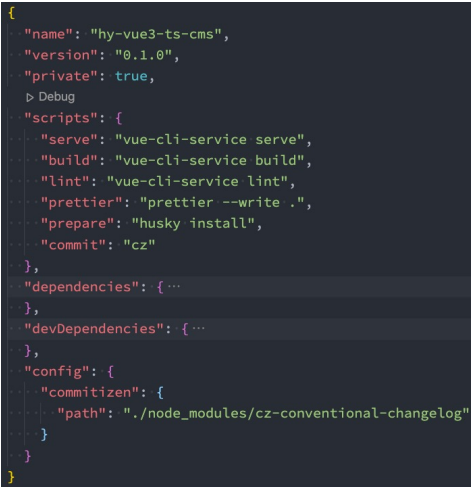 {
"name": "hy-vue3-ts-cms",
"version": "0.1.0",
"private": true,
Debug
"scripts": {
"serve": "vue-cli-service serve",
"build": "vue-cli-service build",
"lint": "vue-cli-service lint",
"prettier": "prettier --write .",
"prepare": "husky install",
"commit": "cz"
},
"dependencies": { ...
},
"devDependencies": { ...
},
"config": {
"commitizen": {
"path": "./node_modules/cz-conventional-changelog"
}
}
}